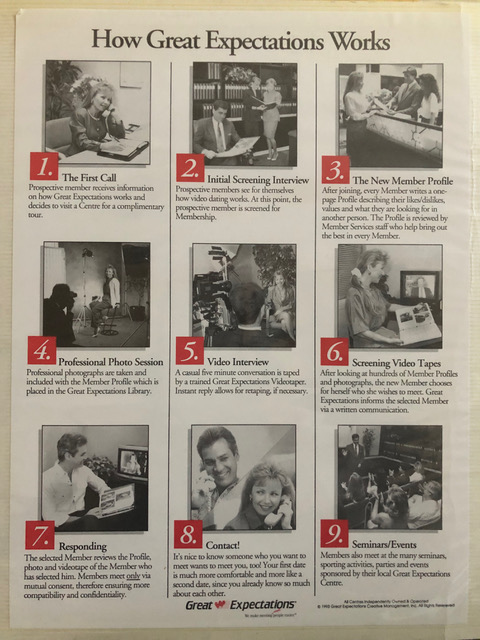 How Great Expectations Works
1.
The First Call
Prospective member receives information
on how Great Expectations works and
decides to visit a Centre for a complimentary
tour.
2.
Initial Screening Interview
Prospective members see for themselves
how video dating works. At this point, the
prospective member is screened for
Membership.
3.
The New Member Profile
After joining, every Member writes a one-
page Profile describing their likes/dislikes,
values and what they are looking for in
another person. The Profile is reviewed by
Member Services staff who help bring out
the best in every Member.
4.
Professional Photo Session
Professional photographs are taken and
included with the Member Profile which is
placed in the Great Expectations Library.
5.
Video Interview
A casual five minute conversation is taped
by a trained Great Expectations Videotaper.
Instant reply allows for retaping, if necessary.
6.
Screening Video Tapes
After looking at hundreds of Member Profiles
and photographs, the new Member chooses
for herself who she wishes to meet. Great
Expectations informs the selected Member
via a written communication.
7.
Responding
The selected Member reviews the Profile,
photo and videotape of the Member who
has selected him. Members meet only via
mutual consent, therefore ensuring more
compatibility and confidentiality.
8.
Contact!
It's nice to know someone who you want to
meet wants to meet you, too! Your first date
is much more comfortable and more like a
second date, since you already know so much
about each other.
9.
Seminars/Events
Members also meet at the many seminars,
sporting activities, parties and events
sponsored by their local Great Expectations
Centre.
Great Expectations
We make meeting people easier
All Centres Independently Owned & Operated
Great Expectations Creative Management, Inc. All Rights Reserved